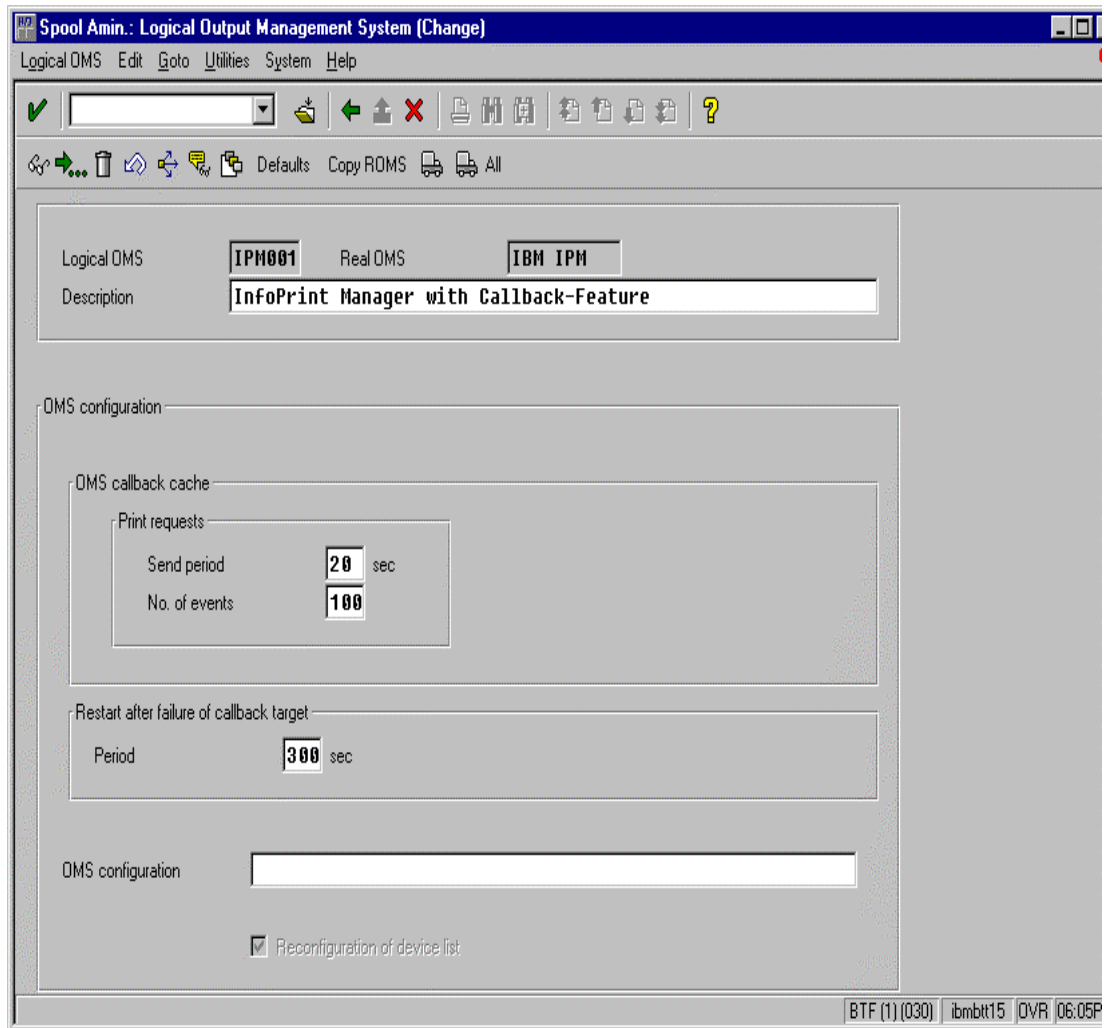 Spool Amin.: Logical Output Management System (Change)
Logical OMS Edit Goto Utilities System Help
Defaults Copy ROMS All
Logical OMS IPM001 Real OMS IBM IPM
Description InfoPrint Manager with Callback-Feature
OMS configuration
OMS callback cache
Print requests
Send period 20 sec
No. of events 100
Restart after failure of callback target
Period 300 sec
OMS configuration
Reconfiguration of device list
BTF (1) (030) ibmbtt15 OVR 06:05P